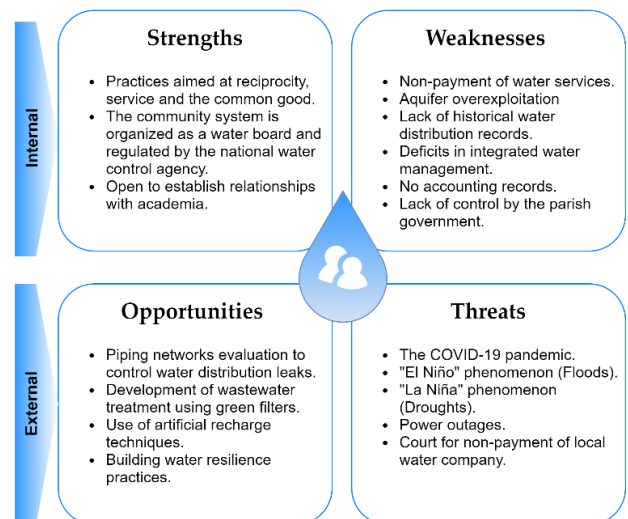 Internal
Strengths
• Practices aimed at reciprocity,
service and the common good.
• The community system is
organized as a water board and
regulated by the national water
control agency.
• Open to establish relationships
with academia.
Weaknesses
• Non-payment of water services.
• Aquifer overexploitation
• Lack of historical water
distribution records.
• Deficits in integrated water
management.
• No accounting records.
• Lack of control by the parish
government.
External
Opportunities
• Piping networks evaluation to
control water distribution leaks.
• Development of wastewater
treatment using green filters.
• Use of artificial recharge
techniques.
• Building water resilience
practices.
Threats
• The COVID-19 pandemic.
• "El Niño" phenomenon (Floods).
• "La Niña" phenomenon
(Droughts).
• Power outages.
• Court for non-payment of local
water company.